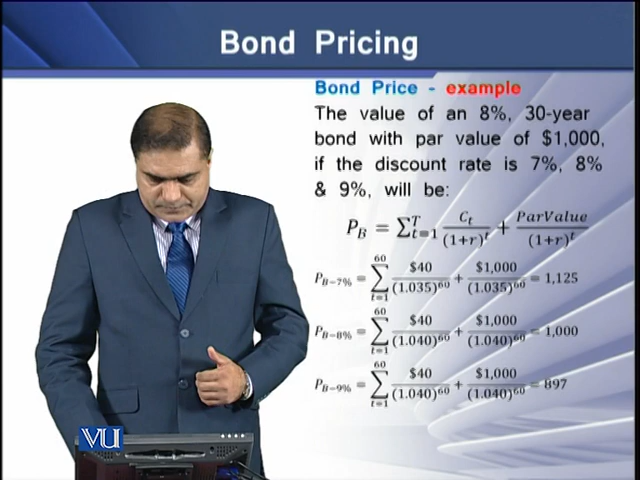 Bond Pricing
Bond Price - example
The value of an 8%, 30-year
bond with par value of $1,000,
if the discount rate is 7%, 8%
& 9%, will be:
P_B = ∑_{t=1}^{T} C_t/(1+r)^t + ParValue/(1+r)^t
P_{B-7%} = ∑_{t=1}^{60} $40/(1.035)^{60} + $1,000/(1.035)^{60} = 1,125
P_{B-8%} = ∑_{t=1}^{60} $40/(1.040)^{60} + $1,000/(1.040)^{60} = 1,000
P_{B-9%} = ∑_{t=1}^{60} $40/(1.040)^{60} + $1,000/(1.040)^{60} = 897
VU